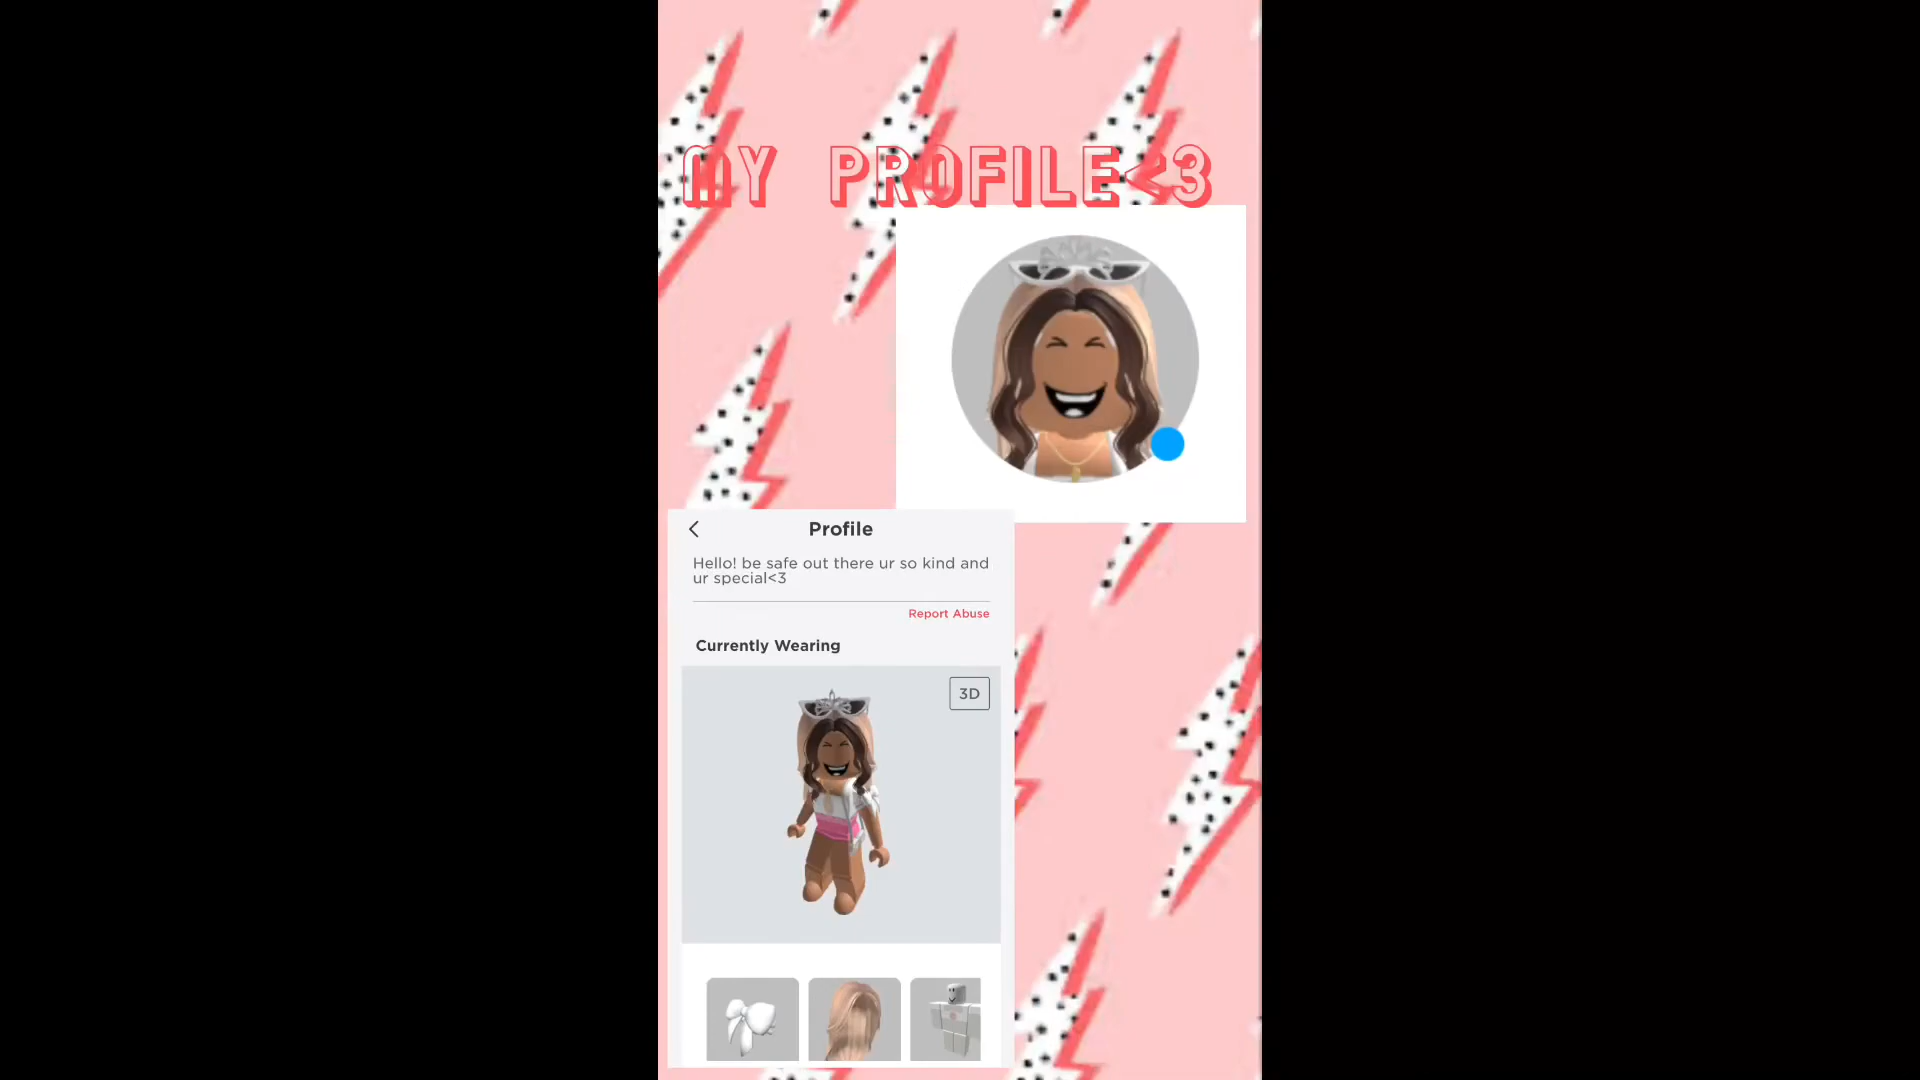 MY PROFILE<3
Profile
Hello! be safe out there ur so kind and
ur special<3
Report Abuse
Currently Wearing
3D